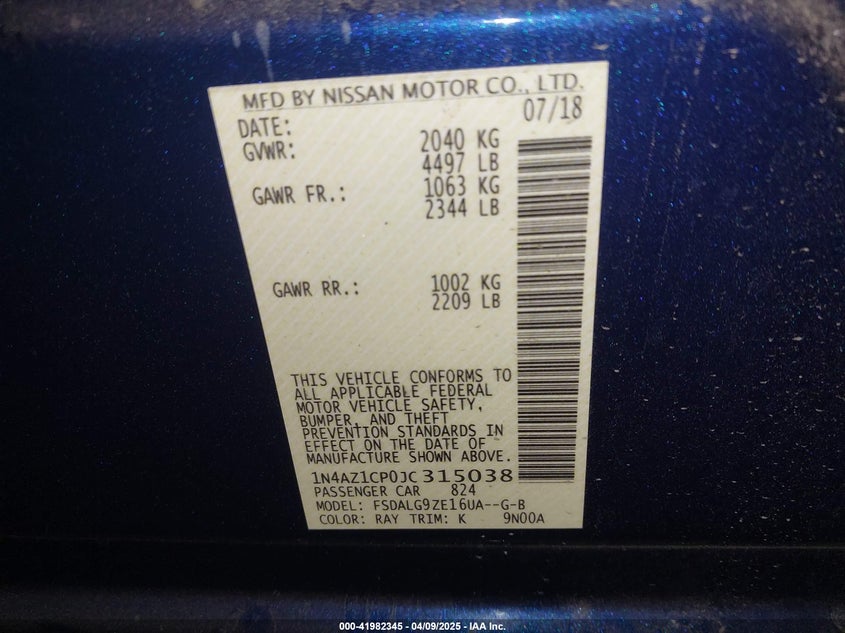 MFD BY NISSAN MOTOR CO., LTD.
DATE: 07/18
GVWR: 2040 KG
4497 LB
GAWR FR.: 1063 KG
2344 LB
GAWR RR.: 1002 KG
2209 LB
THIS VEHICLE CONFORMS TO
ALL APPLICABLE FEDERAL
MOTOR VEHICLE SAFETY,
BUMPER, AND THEFT
PREVENTION STANDARDS IN
EFFECT ON THE DATE OF
MANUFACTURE SHOWN ABOVE.
1N4AZ1CP0JC315038
PASSENGER CAR 824
MODEL: FSDALG9ZE16UA--G-B
COLOR: RAY TRIM: K 9N00A
000-41982345 - 04/09/2025 - IAA Inc.